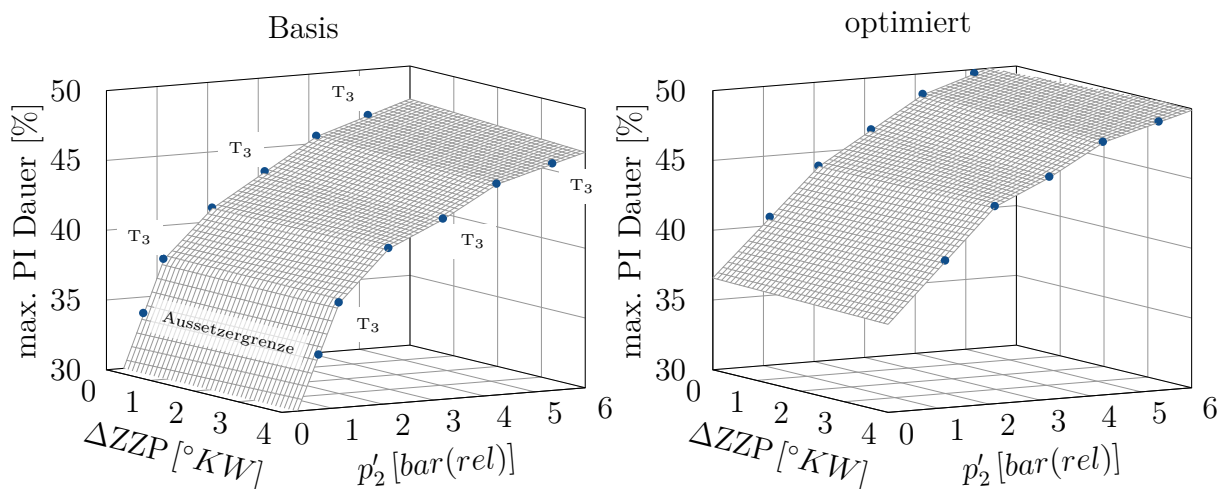 Basis
optimiert
max. PI Dauer [%]
50
45
40
35
30
T₃
T₃
T₃
T₃
T₃
T₃
Aussetzergrenze
0
1
2
3
4
ΔZZP [°KW]
0
1
2
3
4
5
6
p′₂ [bar(rel)]
max. PI Dauer [%]
50
45
40
35
30
0
1
2
3
4
ΔZZP [°KW]
0
1
2
3
4
5
6
p′₂ [bar(rel)]